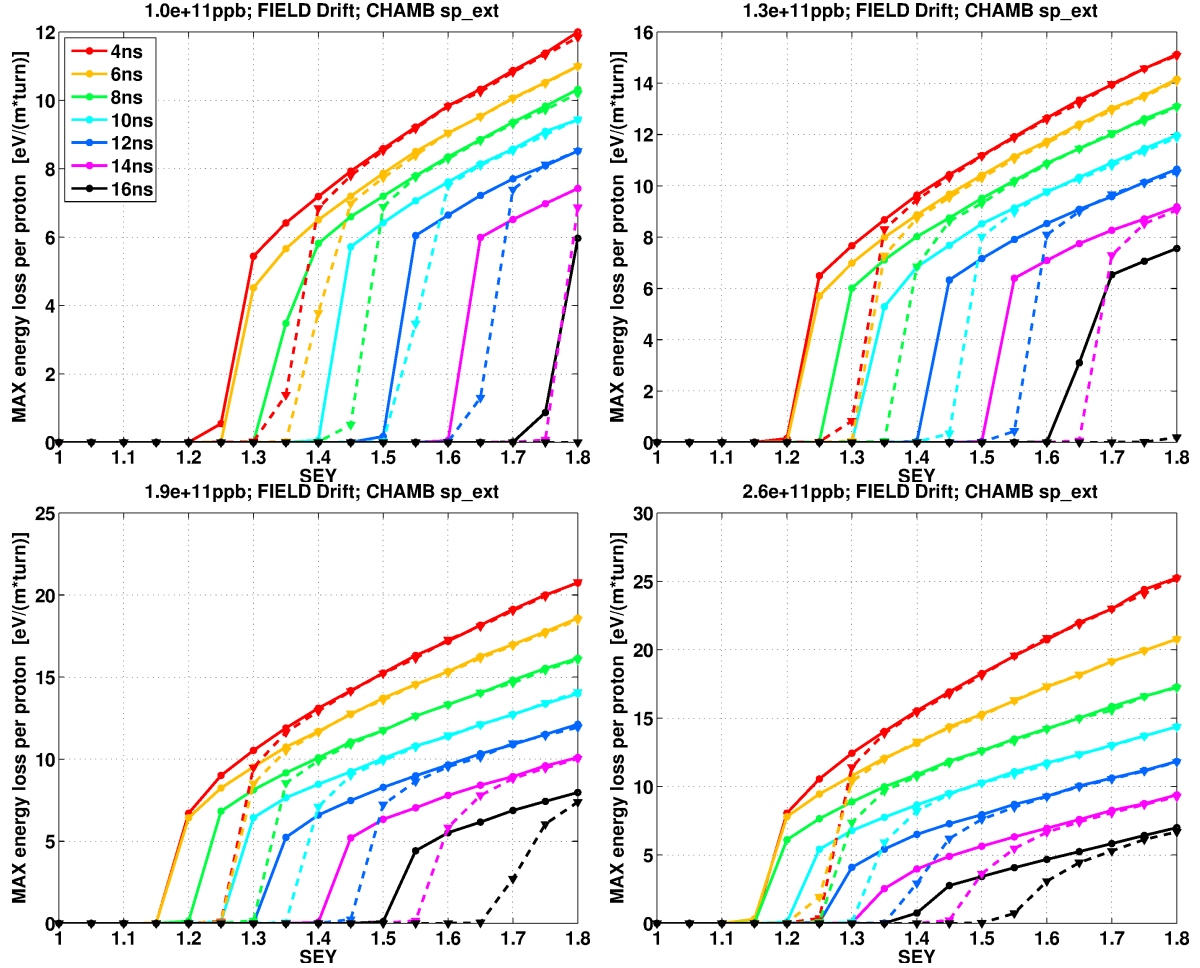 1.0e+11ppb; FIELD Drift; CHAMB sp_ext
MAX energy loss per proton [eV/(m*turn)]
12
10
8
6
4
2
0
4ns
6ns
8ns
10ns
12ns
14ns
16ns
1 1.1 1.2 1.3 1.4 1.5 1.6 1.7 1.8
SEY
1.3e+11ppb; FIELD Drift; CHAMB sp_ext
MAX energy loss per proton [eV/(m*turn)]
16
14
12
10
8
6
4
2
0
1 1.1 1.2 1.3 1.4 1.5 1.6 1.7 1.8
SEY
1.9e+11ppb; FIELD Drift; CHAMB sp_ext
MAX energy loss per proton [eV/(m*turn)]
25
20
15
10
5
0
1 1.1 1.2 1.3 1.4 1.5 1.6 1.7 1.8
SEY
2.6e+11ppb; FIELD Drift; CHAMB sp_ext
MAX energy loss per proton [eV/(m*turn)]
30
25
20
15
10
5
0
1 1.1 1.2 1.3 1.4 1.5 1.6 1.7 1.8
SEY